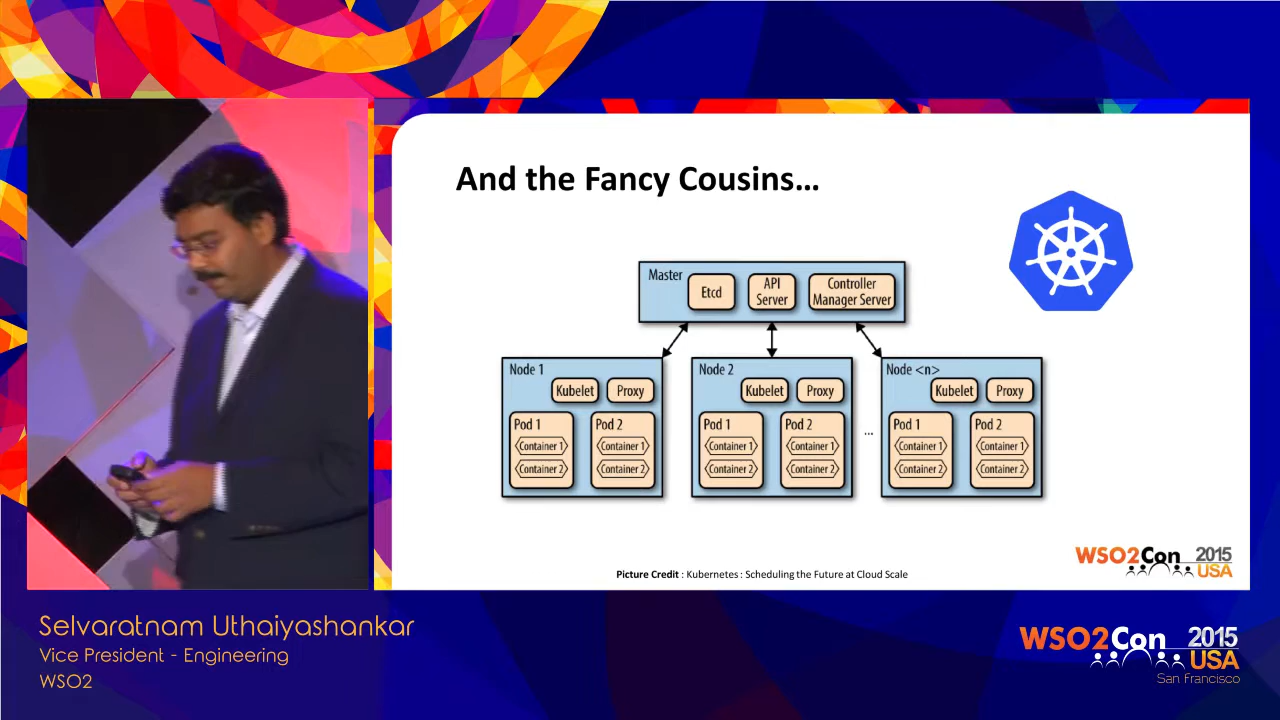 And the Fancy Cousins...
Master
Etcd
API
Server
Controller
Manager Server
Node 1
Kubelet
Proxy
Pod 1
Container 1
Container 2
Pod 2
Container 1
Container 2
Node 2
Kubelet
Proxy
Pod 1
Container 1
Container 2
Pod 2
Container 1
Container 2
...
Node <n>
Kubelet
Proxy
Pod 1
Container 1
Container 2
Pod 2
Container 1
Container 2
WSO2Con 2015
USA
Picture Credit : Kubernetes : Scheduling the Future at Cloud Scale
Selvaratnam Uthaiyashankar
Vice President - Engineering
WSO2
WSO2Con 2015
USA
San Francisco